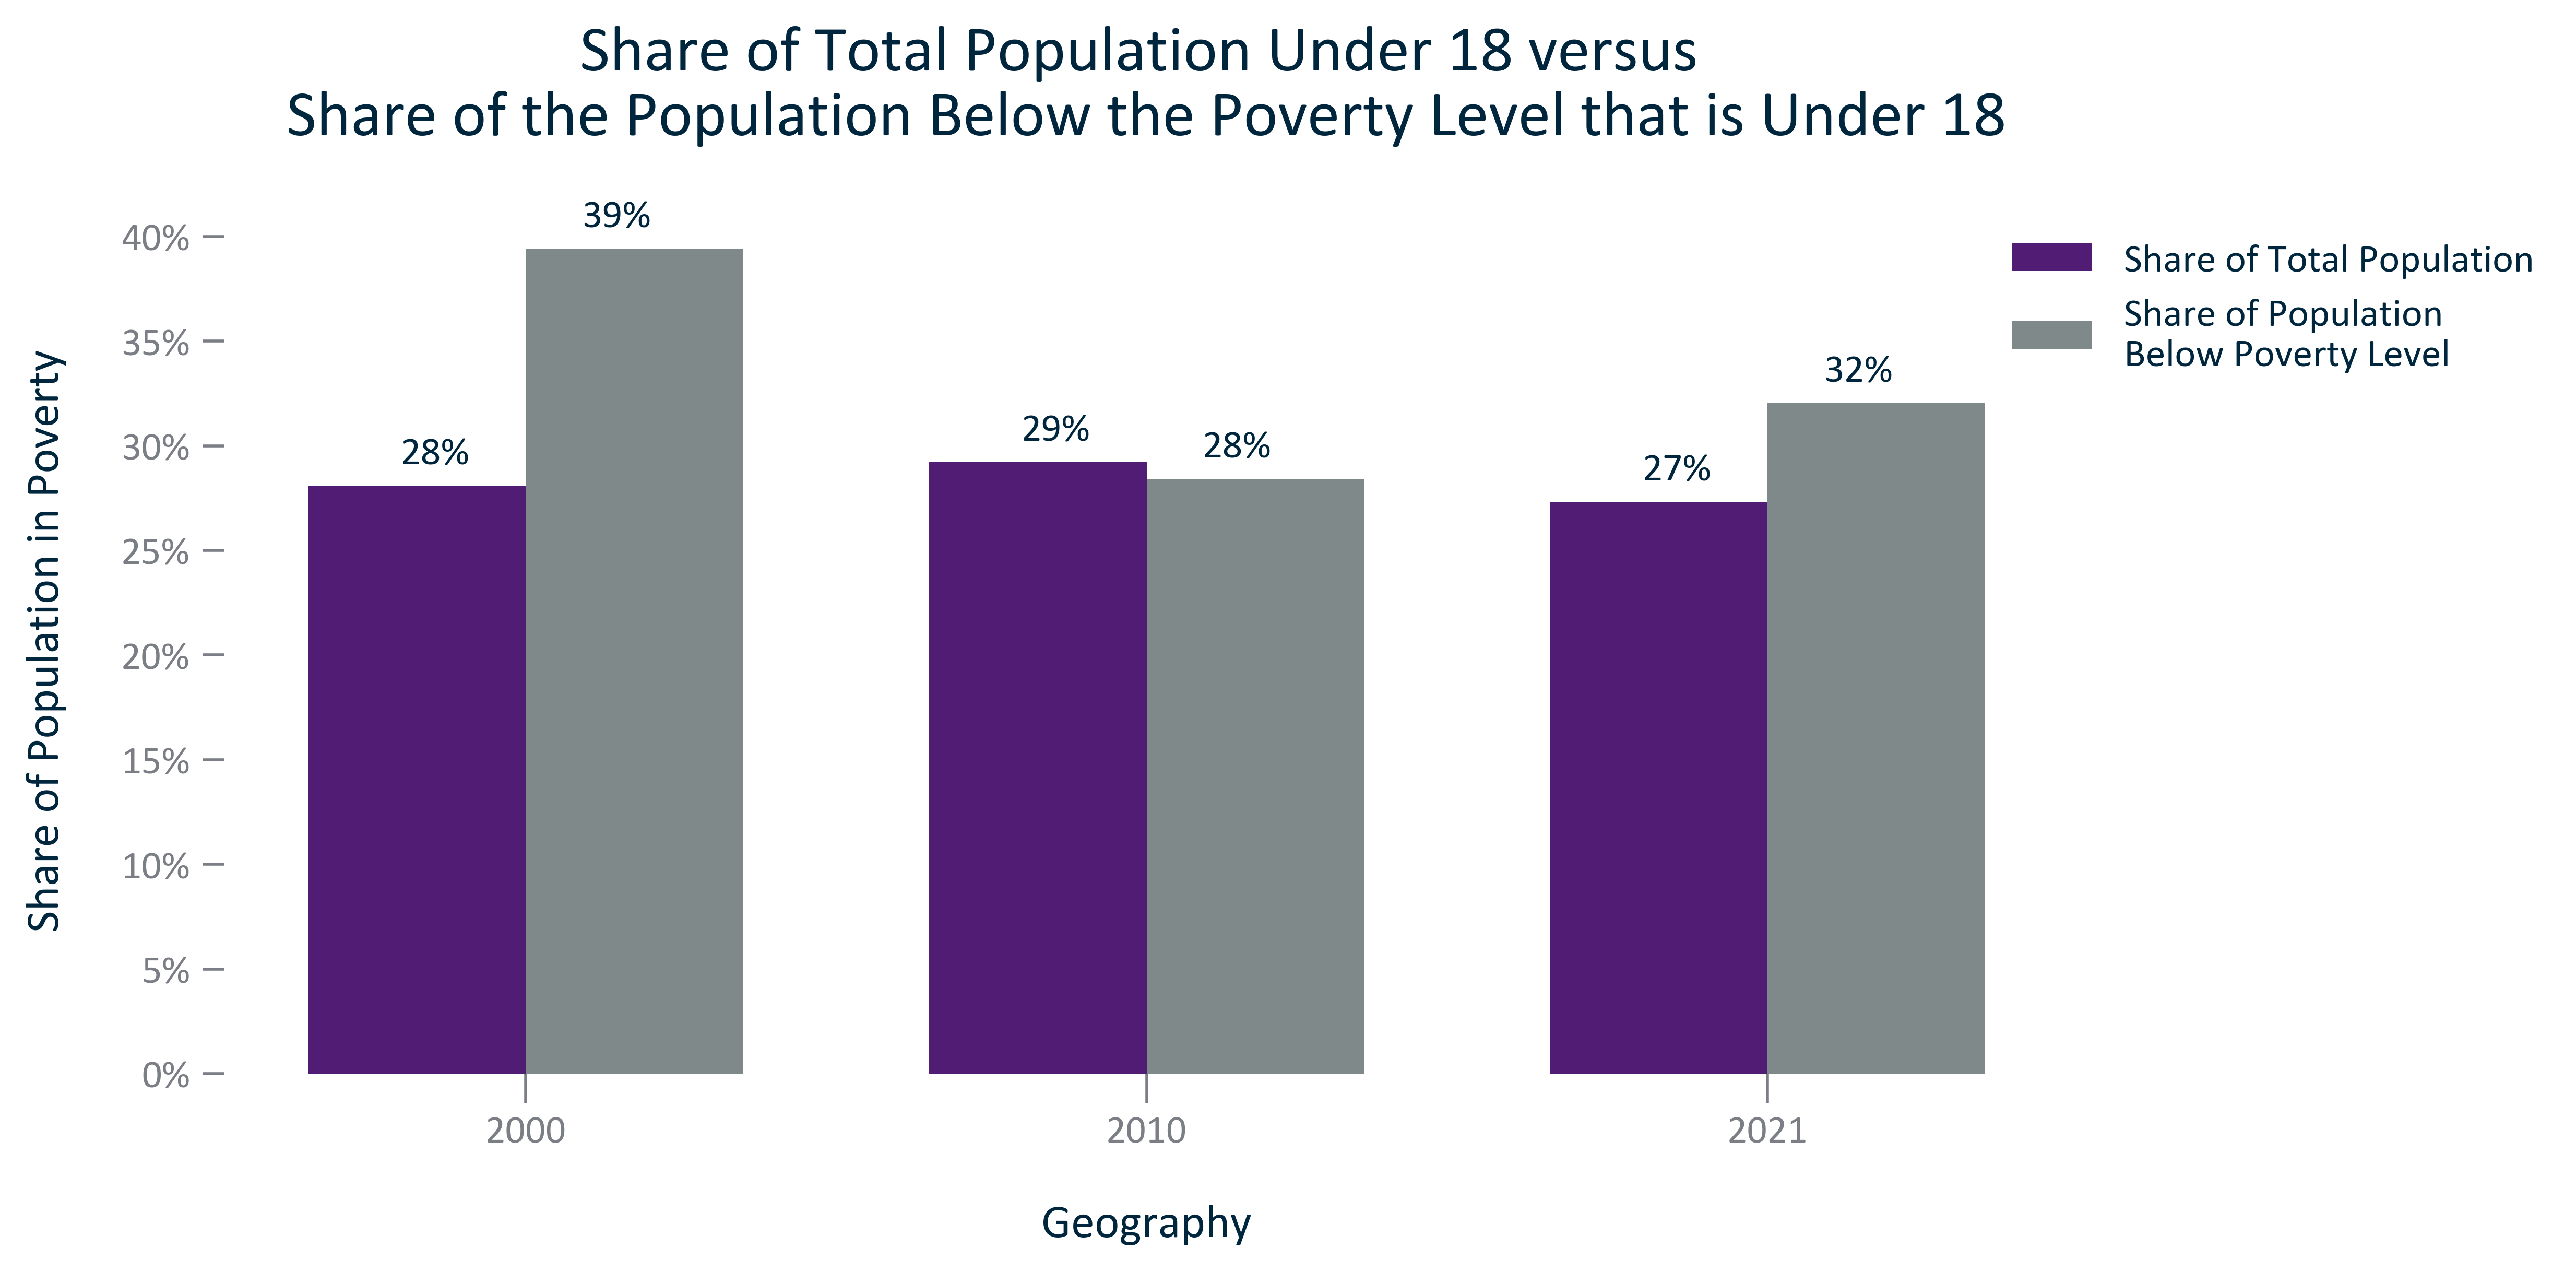 Share of Total Population Under 18 versus
Share of the Population Below the Poverty Level that is Under 18
Share of Population in Poverty
40%
35%
30%
25%
20%
15%
10%
5%
0%
28%
39%
29%
28%
27%
32%
2000
2010
2021
Geography
Share of Total Population
Share of Population
Below Poverty Level